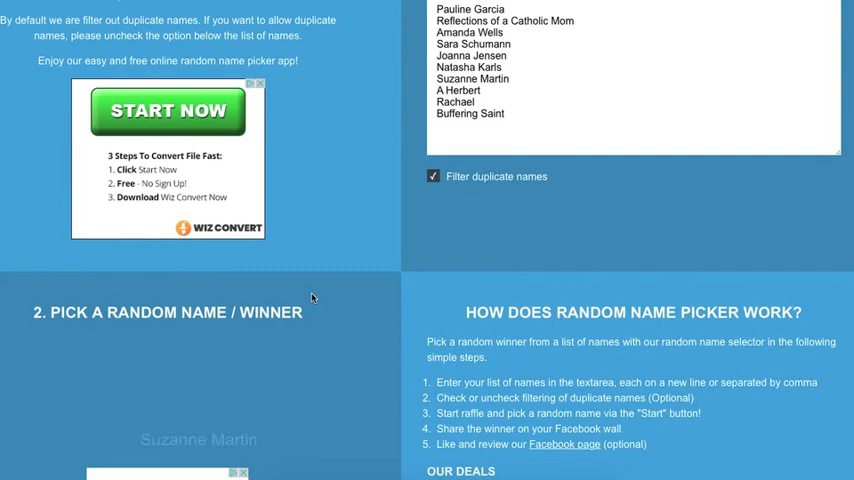 By default we are filter out duplicate names. If you want to allow duplicate
names, please uncheck the option below the list of names.
Enjoy our easy and free online random name picker app!
START NOW
3 Steps To Convert File Fast:
1. Click Start Now
2. Free - No Sign Up!
3. Download Wiz Convert Now
WIZ CONVERT
Pauline Garcia
Reflections of a Catholic Mom
Amanda Wells
Sara Schumann
Joanna Jensen
Natasha Karls
Suzanne Martin
A Herbert
Rachael
Buffering Saint
Filter duplicate names
2. PICK A RANDOM NAME / WINNER
Suzanne Martin
HOW DOES RANDOM NAME PICKER WORK?
Pick a random winner from a list of names with our random name selector in the following
simple steps.
1. Enter your list of names in the textarea, each on a new line or separated by comma
2. Check or uncheck filtering of duplicate names (Optional)
3. Start raffle and pick a random name via the "Start" button!
4. Share the winner on your Facebook wall
5. Like and review our Facebook page (optional)
OUR DEALS